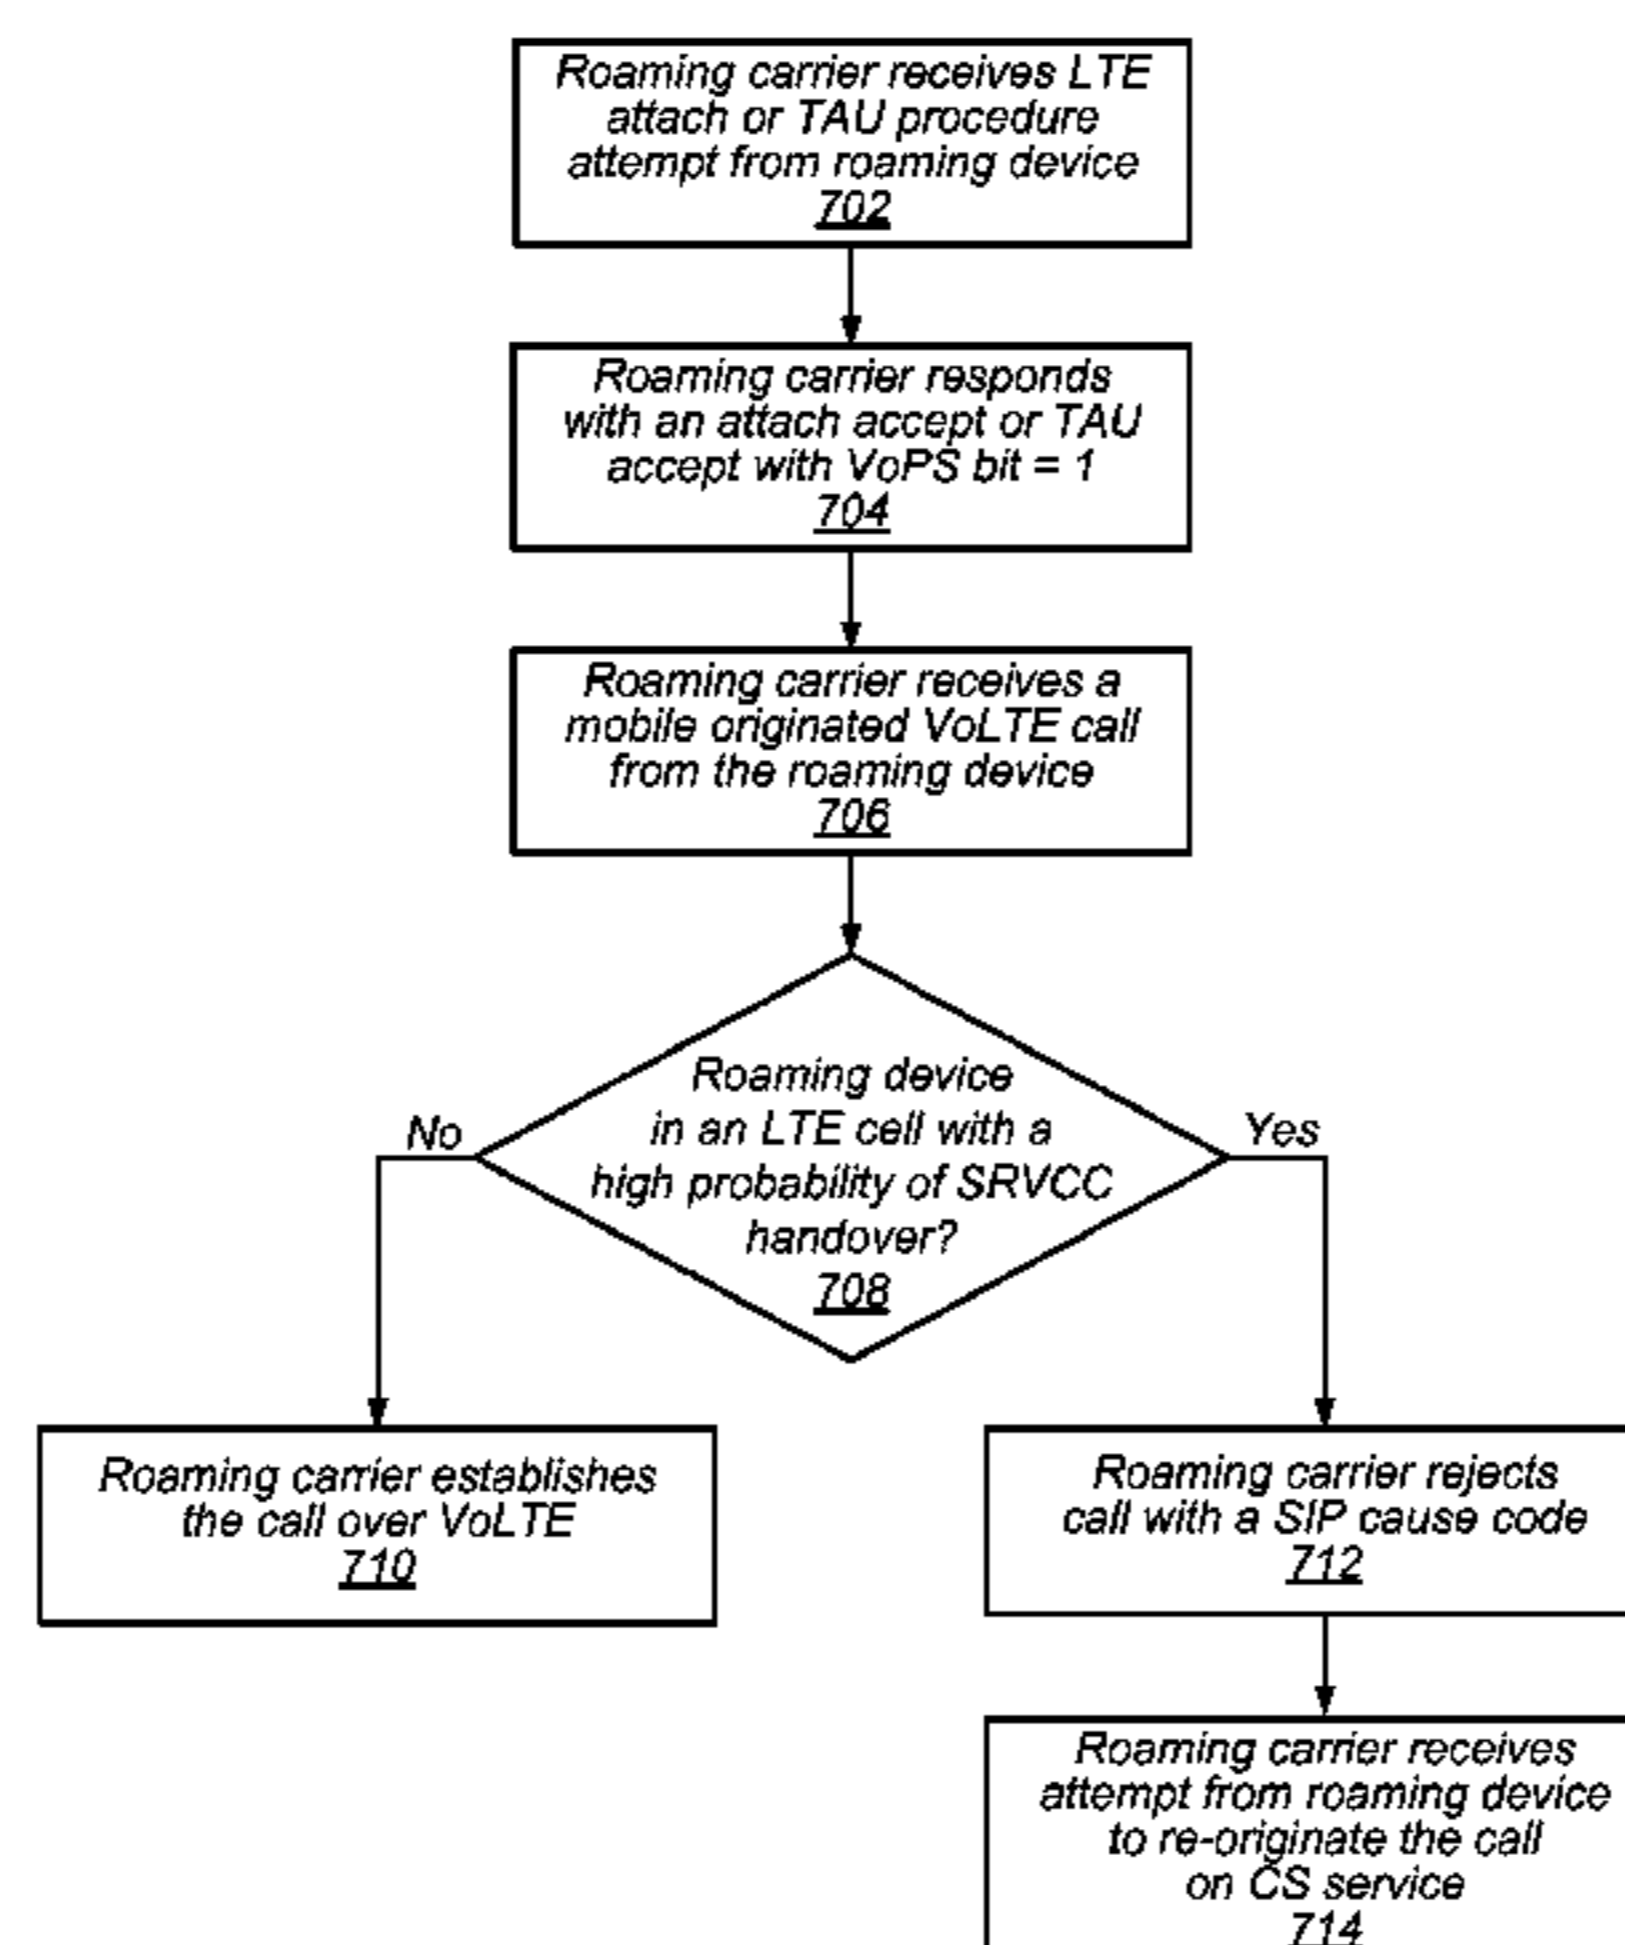 Roaming carrier receives LTE
attach or TAU procedure
attempt from roaming device
702
Roaming carrier responds
with an attach accept or TAU
accept with VoPS bit = 1
704
Roaming carrier receives a
mobile originated VoLTE call
from the roaming device
706
Roaming device
in an LTE cell with a
high probability of SRVCC
handover?
708
No
Yes
Roaming carrier establishes
the call over VoLTE
710
Roaming carrier rejects
call with a SIP cause code
712
Roaming carrier receives
attempt from roaming device
to re-originate the call
on CS service
714